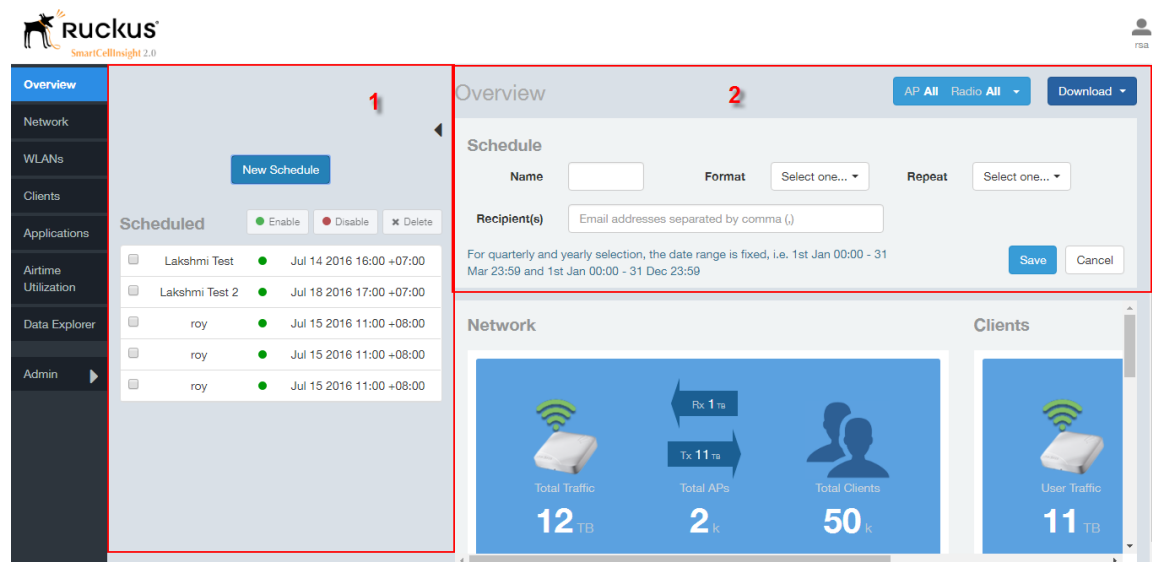 RUCKUS
SmartCellInsight 2.0
rsa
Overview
Network
WLANs
Clients
Applications
Airtime
Utilization
Data Explorer
Admin
1
New Schedule
Scheduled
Enable
Disable
✖ Delete
Lakshmi Test Jul 14 2016 16:00 +07:00
Lakshmi Test 2 Jul 18 2016 17:00 +07:00
roy Jul 15 2016 11:00 +08:00
roy Jul 15 2016 11:00 +08:00
roy Jul 15 2016 11:00 +08:00
Overview
2
AP All Radio All
Download
Schedule
Name
Format Select one...
Repeat Select one...
Recipient(s) Email addresses separated by comma (,)
For quarterly and yearly selection, the date range is fixed, i.e. 1st Jan 00:00 - 31
Mar 23:59 and 1st Jan 00:00 - 31 Dec 23:59
Save
Cancel
Network
Rx 1 TB
Tx 11 TB
Total Traffic
12 TB
Total APs
2 k
Total Clients
50 k
Clients
User Traffic
11 TB